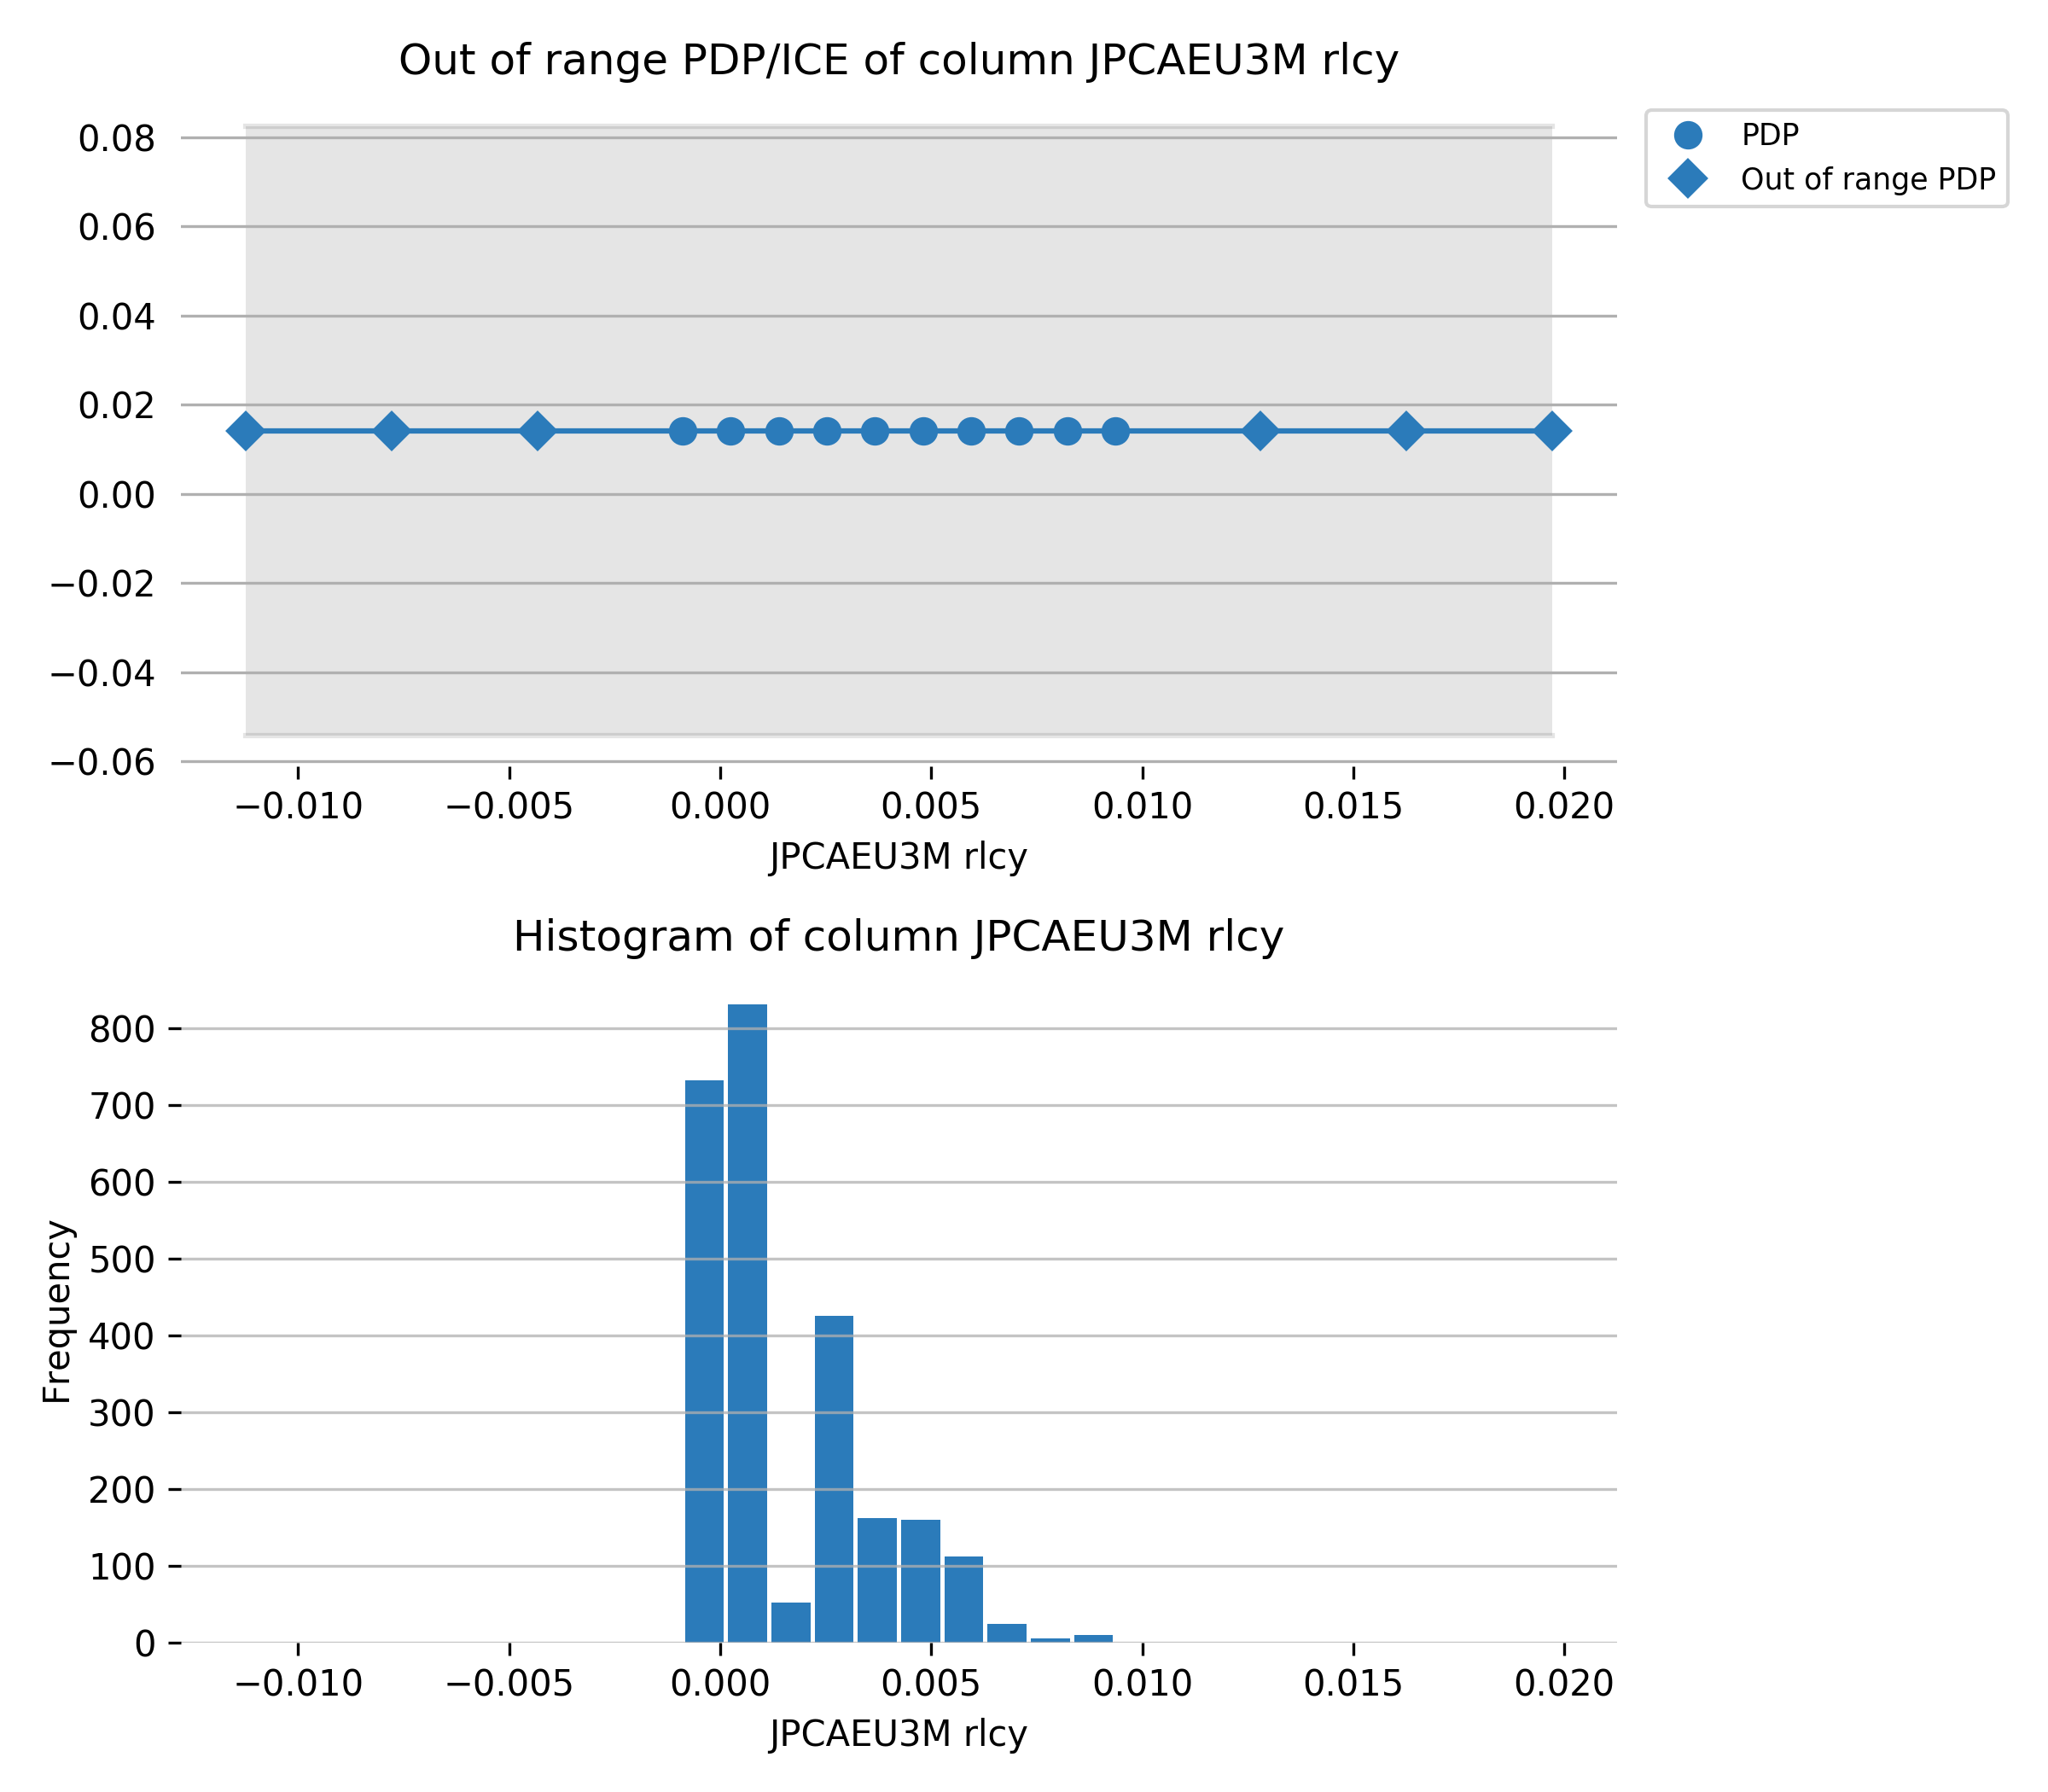 Out of range PDP/ICE of column JPCAEU3M rlcy
PDP
Out of range PDP
0.08
0.06
0.04
0.02
0.00
−0.02
−0.04
−0.06
−0.010 −0.005 0.000 0.005 0.010 0.015 0.020
JPCAEU3M rlcy
Histogram of column JPCAEU3M rlcy
Frequency
800
700
600
500
400
300
200
100
0
−0.010 −0.005 0.000 0.005 0.010 0.015 0.020
JPCAEU3M rlcy